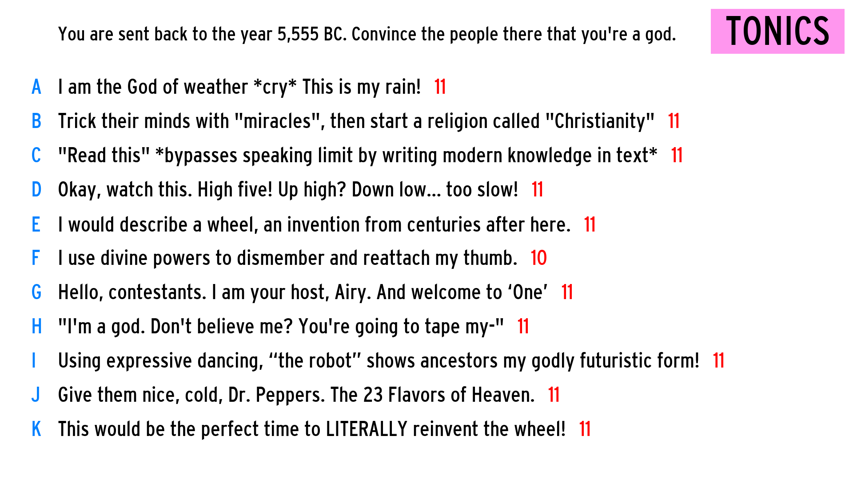 You are sent back to the year 5,555 BC. Convince the people there that you're a god.
TONICS
A I am the God of weather *cry* This is my rain! 11
B Trick their minds with "miracles", then start a religion called "Christianity" 11
C "Read this" *bypasses speaking limit by writing modern knowledge in text* 11
D Okay, watch this. High five! Up high? Down low... too slow! 11
E I would describe a wheel, an invention from centuries after here. 11
F I use divine powers to dismember and reattach my thumb. 10
G Hello, contestants. I am your host, Airy. And welcome to ‘One’ 11
H "I'm a god. Don't believe me? You're going to tape my-" 11
I Using expressive dancing, “the robot” shows ancestors my godly futuristic form! 11
J Give them nice, cold, Dr. Peppers. The 23 Flavors of Heaven. 11
K This would be the perfect time to LITERALLY reinvent the wheel! 11